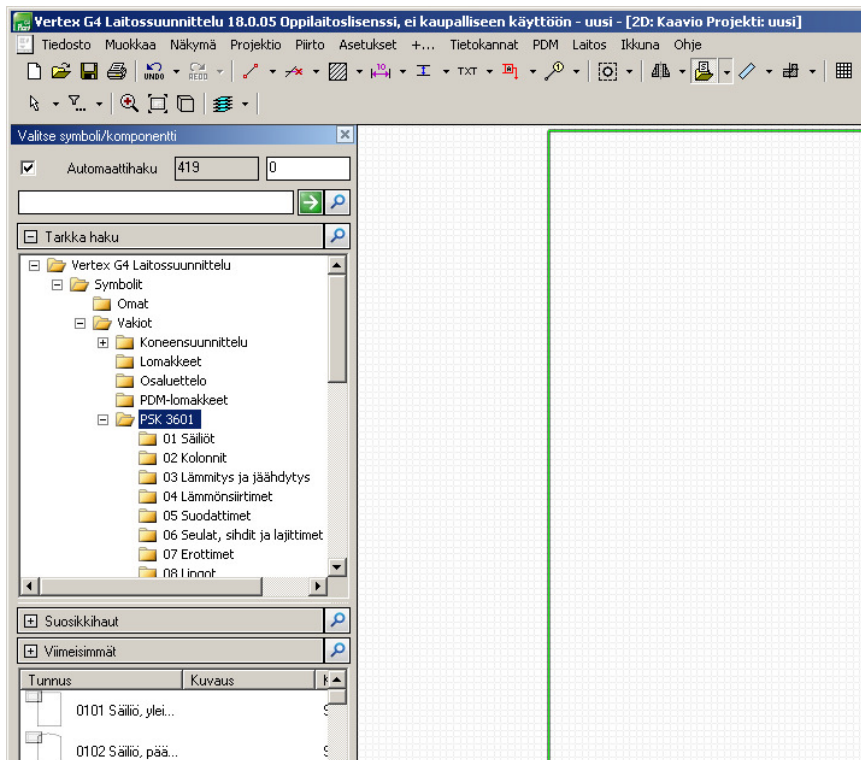 Vertex G4 Laitossuunnittelu 18.0.05 Oppilaitoslisenssi, ei kaupalliseen käyttöön - uusi - [2D: Kaavio Projekti: uusi]
Tiedosto Muokkaa Näkymä Projektio Piirto Asetukset +... Tietokannat PDM Laitos Ikkuna Ohje
UNDO REDO 10 TXT
Valitse symboli/komponentti
Automaattihaku 419 0
Tarkka haku
Vertex G4 Laitossuunnittelu
Symbolit
Omat
Vakiot
Koneensuunnittelu
Lomakkeet
Osaluettelo
PDM-lomakkeet
PSK 3601
01 Säiliöt
02 Kolonnit
03 Lämmitys ja jäähdytys
04 Lämmönsiirtimet
05 Suodattimet
06 Seulat, sihdit ja lajittimet
07 Erottimet
08 Lingot
Suosikkihaut
Viimeisimmät
Tunnus Kuvaus
0101 Säiliö, ylei...
0102 Säiliö, pää...